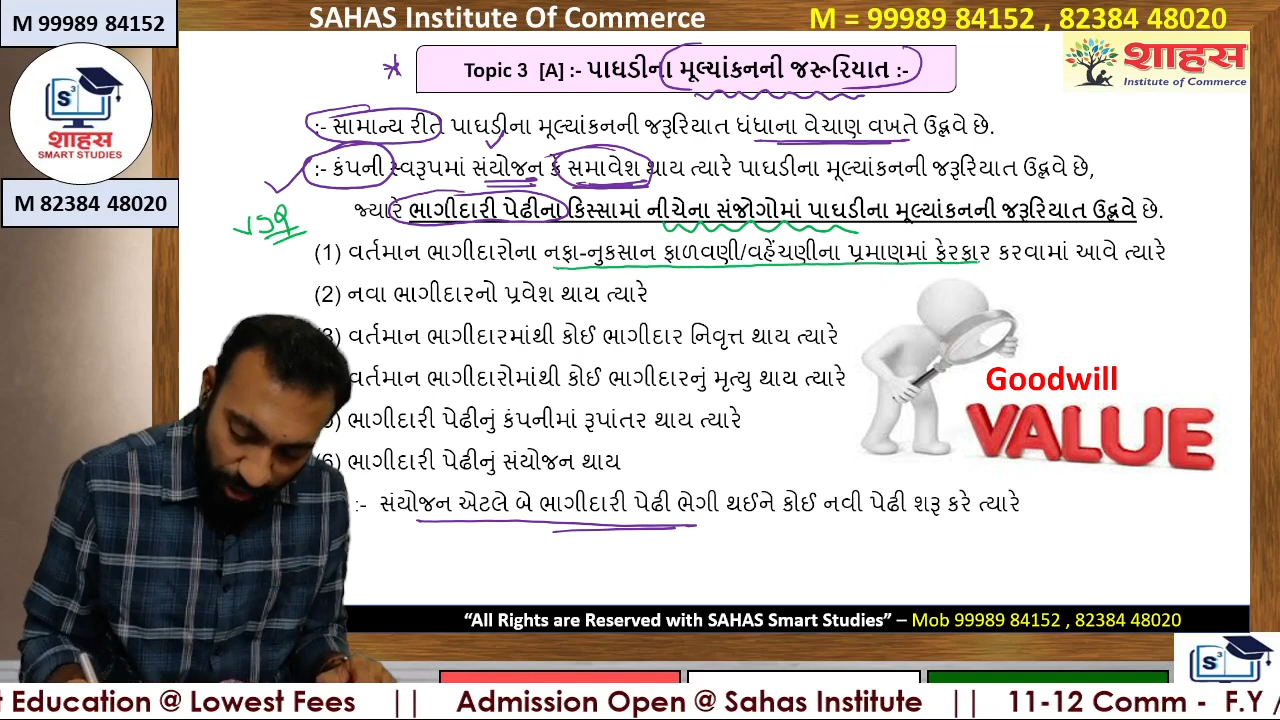 M 99989 84152
SAHAS Institute Of Commerce
M = 99989 84152 , 82384 48020
S³
शाहस
SMART STUDIES
M 82384 48020
शाहस
Institute of Commerce
Topic 3 [A] :- પાઘડીના મૂલ્યાંકનની જરૂરિયાત :-
:- સામાન્ય રીત પાઘડીના મૂલ્યાંકનની જરૂરિયાત ધંધાના વેચાણ વખતે ઉદ્ભવે છે.
:- કંપની સ્વરૂપમાં સંયોજન કે સમાવેશ થાય ત્યારે પાઘડીના મૂલ્યાંકનની જરૂરિયાત ઉદ્ભવે છે,
જ્યારે ભાગીદારી પેઢીના કિસ્સામાં નીચેના સંજોગોમાં પાઘડીના મૂલ્યાંકનની જરૂરિયાત ઉદ્ભવે છે.
(1) વર્તમાન ભાગીદારોના નફા-નુકસાન ફાળવણી/વહેંચણીના પ્રમાણમાં ફેરફાર કરવામાં આવે ત્યારે
(2) નવા ભાગીદારનો પ્રવેશ થાય ત્યારે
વર્તમાન ભાગીદારમાંથી કોઈ ભાગીદાર નિવૃત્ત થાય ત્યારે
વર્તમાન ભાગીદારોમાંથી કોઈ ભાગીદારનું મૃત્યુ થાય ત્યારે
ભાગીદારી પેઢીનું કંપનીમાં રૂપાંતર થાય ત્યારે
(6) ભાગીદારી પેઢીનું સંયોજન થાય
:- સંયોજન એટલે બે ભાગીદારી પેઢી ભેગી થઈને કોઈ નવી પેઢી શરૂ કરે ત્યારે
Goodwill
VALUE
“All Rights are Reserved with SAHAS Smart Studies” – Mob 99989 84152 , 82384 48020
S³
Education @ Lowest Fees || Admission Open @ Sahas Institute || 11-12 Comm - F.Y /